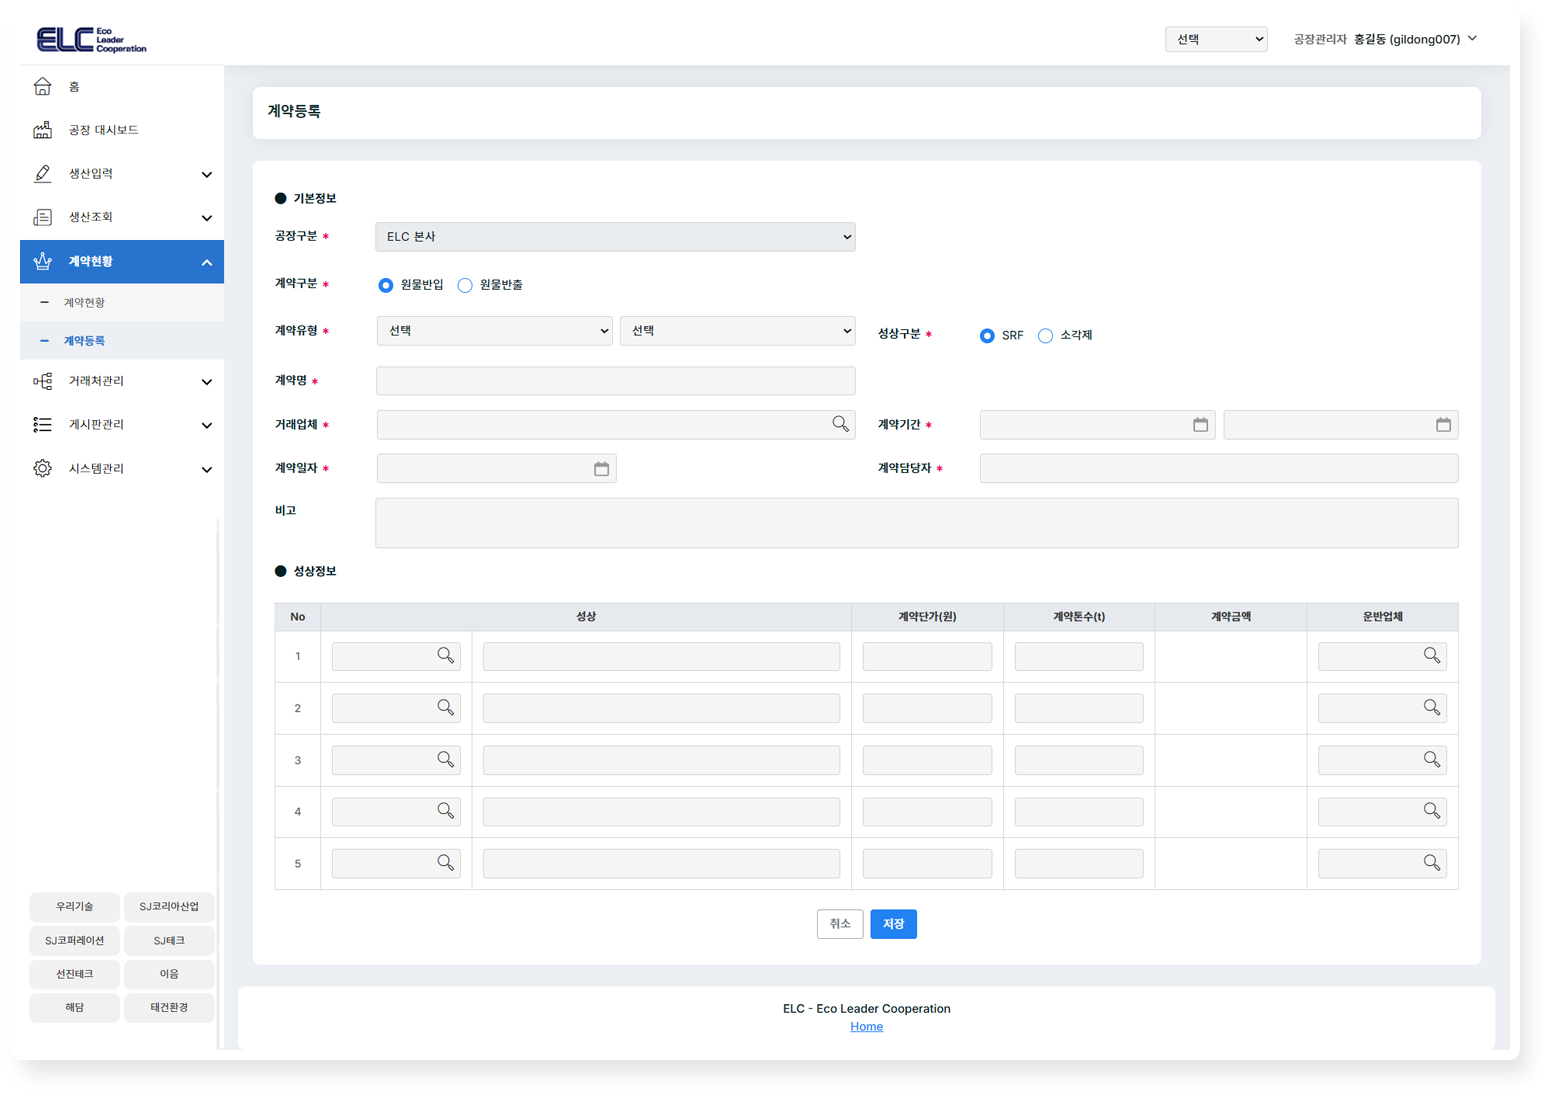 ELC Eco Leader Cooperation
선택
공장관리자 홍길동 (gildong007)
홈
공장 대시보드
생산입력
생산조회
계약현황
계약현황
계약등록
거래처관리
게시판관리
시스템관리
우리기술 SJ코리아산업
SJ코퍼레이션 SJ테크
선진테크 이음
해담 태건환경
계약등록
기본정보
공장구분 * ELC 본사
계약구분 * 원물반입 원물반출
계약유형 * 선택 선택 성상구분 * SRF 소각제
계약명 *
거래업체 * 계약기간 *
계약일자 * 계약담당자 *
비고
성상정보
No 성상 계약단가(원) 계약톤수(t) 계약금액 운반업체
1
2
3
4
5
취소 저장
ELC - Eco Leader Cooperation
Home